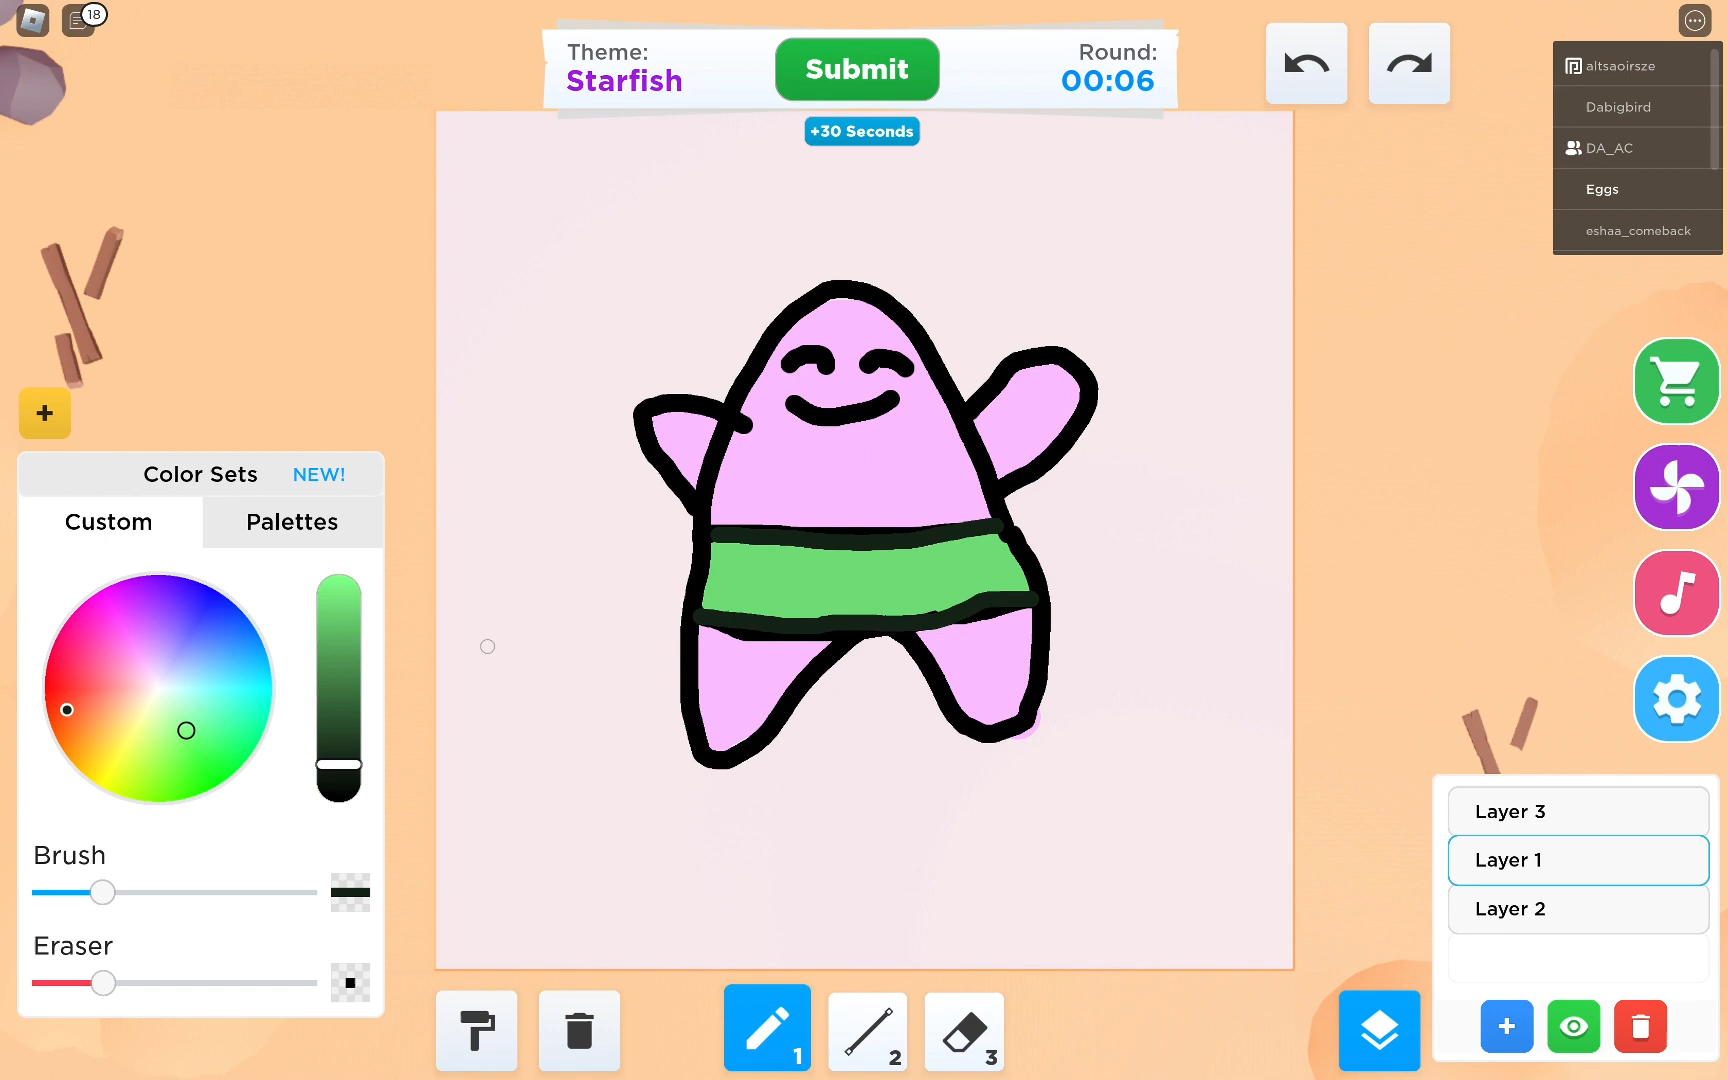 18
Theme:
Starfish
Submit
Round:
00:06
+30 Seconds
altsaoirsze
Dabigbird
DA_AC
Eggs
eshaa_comeback
+
Color Sets NEW!
Custom Palettes
Brush
Eraser
1
2
3
Layer 3
Layer 1
Layer 2
+